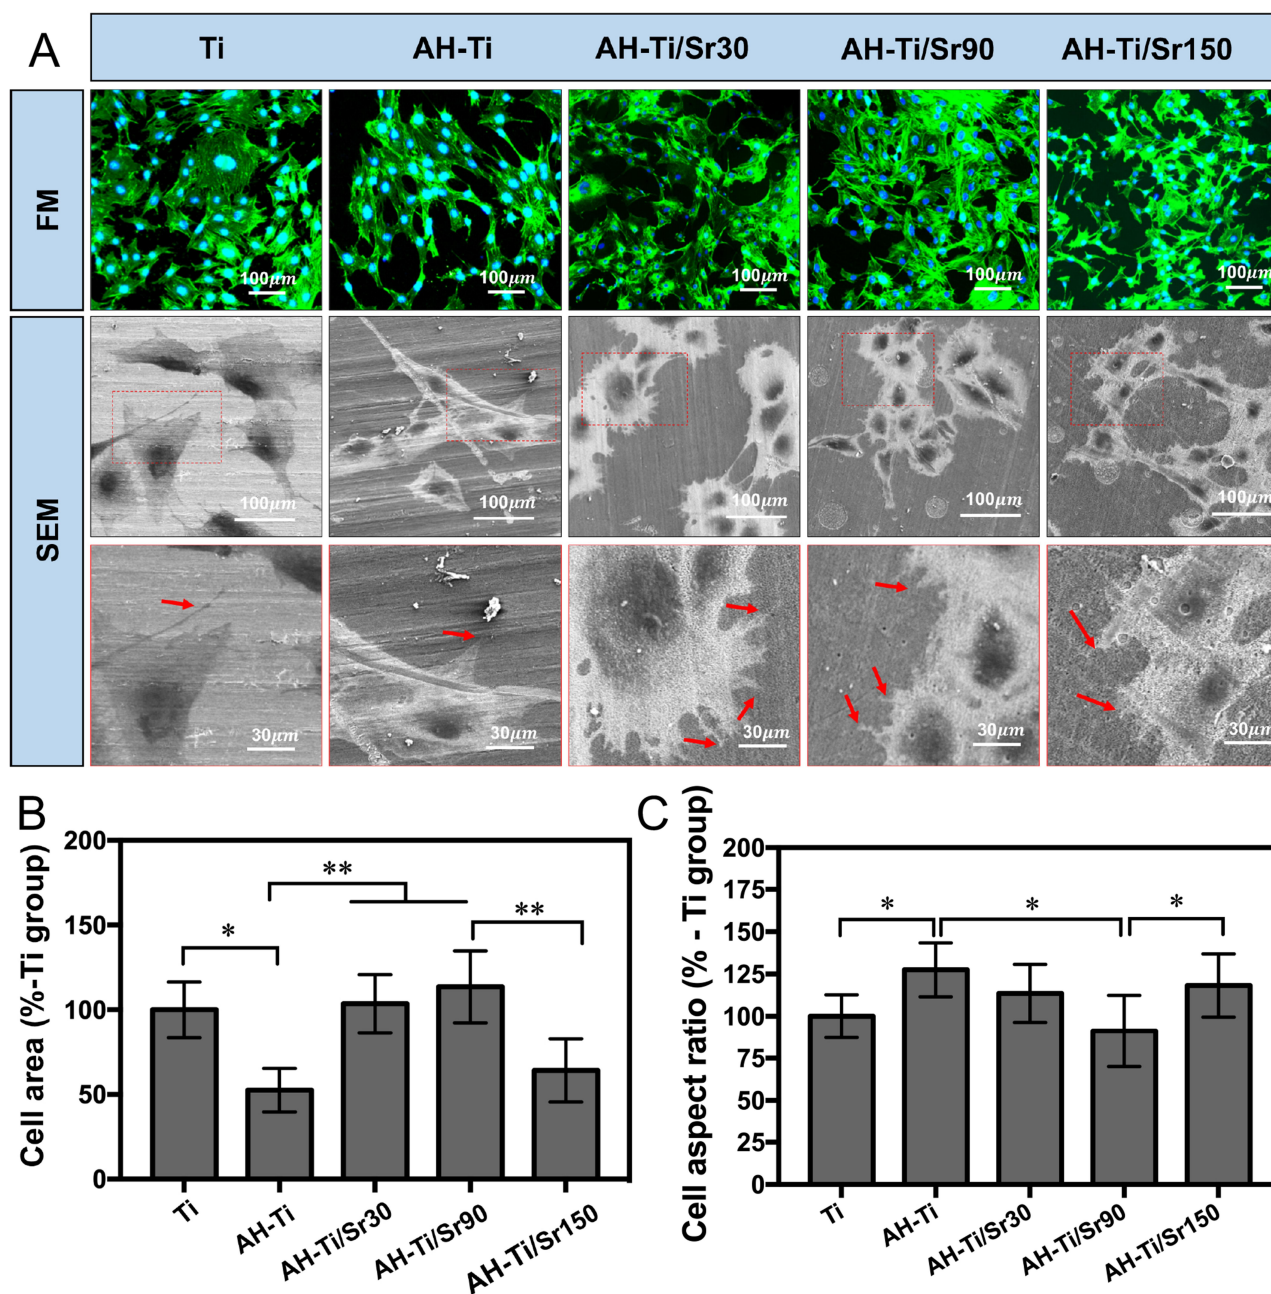 A
Ti AH-Ti AH-Ti/Sr30 AH-Ti/Sr90 AH-Ti/Sr150
FM
100μm 100μm 100μm 100μm 100μm
SEM
100μm 100μm 100μm 100μm 100μm
30μm 30μm 30μm 30μm 30μm
B
Cell area (%-Ti group)
200
150
100
50
0
* ** **
Ti AH-Ti AH-Ti/Sr30 AH-Ti/Sr90 AH-Ti/Sr150
C
Cell aspect ratio (% - Ti group)
200
175
150
125
100
75
50
25
0
* * *
Ti AH-Ti AH-Ti/Sr30 AH-Ti/Sr90 AH-Ti/Sr150